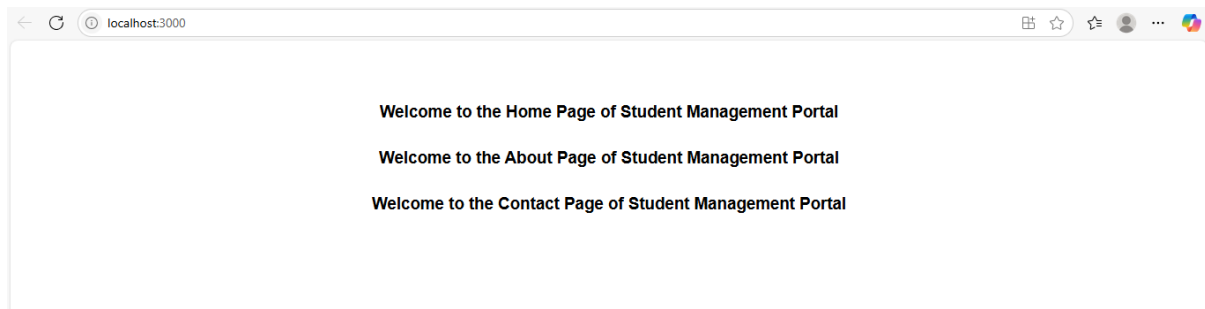 localhost:3000
Welcome to the Home Page of Student Management Portal
Welcome to the About Page of Student Management Portal
Welcome to the Contact Page of Student Management Portal